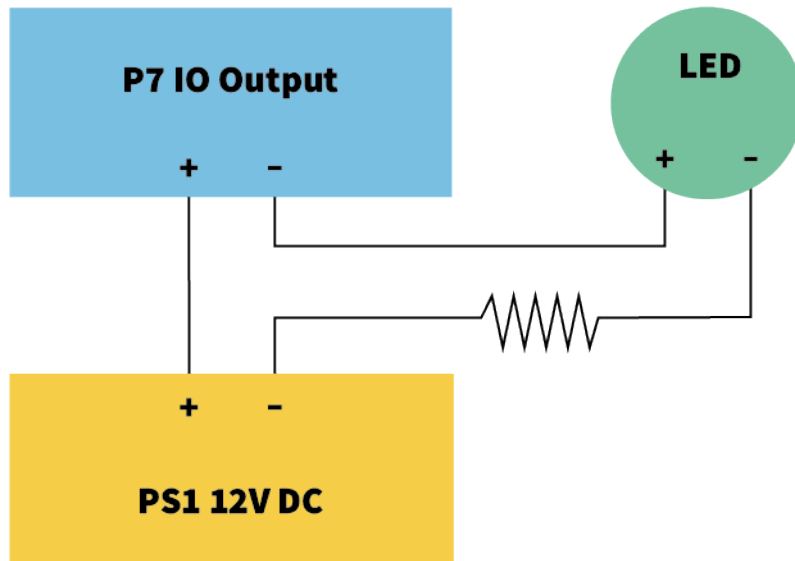 P7 IO Output
+ –
LED
+ –
+ –
PS1 12V DC